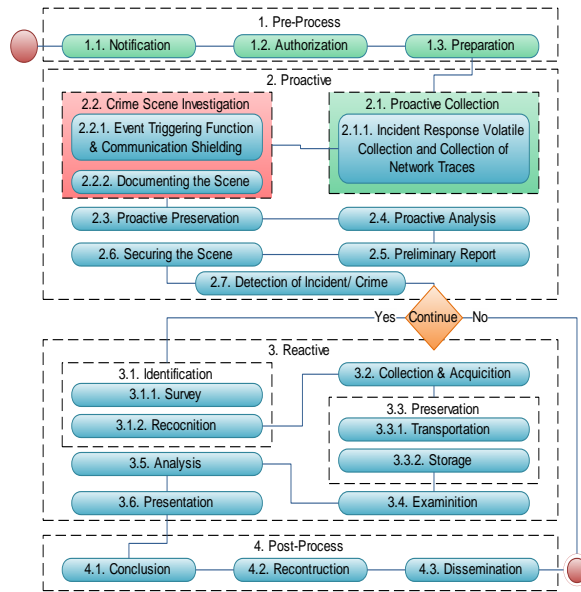 1. Pre-Process
1.1. Notification
1.2. Authorization
1.3. Preparation
2. Proactive
2.2. Crime Scene Investigation
2.2.1. Event Triggering Function
& Communication Shielding
2.2.2. Documenting the Scene
2.1. Proactive Collection
2.1.1. Incident Response Volatile
Collection and Collection of
Network Traces
2.3. Proactive Preservation
2.4. Proactive Analysis
2.6. Securing the Scene
2.5. Preliminary Report
2.7. Detection of Incident/ Crime
Yes
Continue
No
3. Reactive
3.1. Identification
3.1.1. Survey
3.1.2. Recocnition
3.2. Collection & Acquicition
3.3. Preservation
3.3.1. Transportation
3.3.2. Storage
3.5. Analysis
3.6. Presentation
3.4. Examinition
4. Post-Process
4.1. Conclusion
4.2. Recontruction
4.3. Dissemination